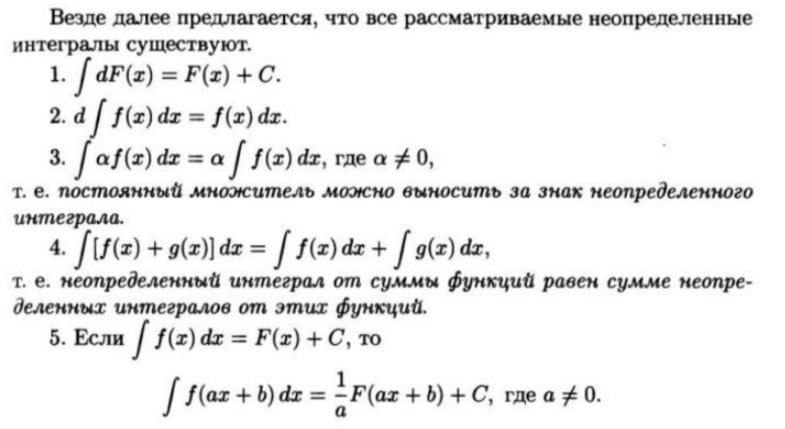 Везде далее предлагается, что все рассматриваемые неопределенные
интегралы существуют.
1. ∫ dF(x) = F(x) + C.
2. d ∫ f(x) dx = f(x) dx.
3. ∫ αf(x) dx = α ∫ f(x) dx, где α ≠ 0,
т. е. постоянный множитель можно выносить за знак неопределенного
интеграла.
4. ∫ [f(x) + g(x)] dx = ∫ f(x) dx + ∫ g(x) dx,
т. е. неопределенный интеграл от суммы функций равен сумме неопре-
деленных интегралов от этих функций.
5. Если ∫ f(x) dx = F(x) + C, то
∫ f(ax + b) dx = 1/a F(ax + b) + C, где a ≠ 0.